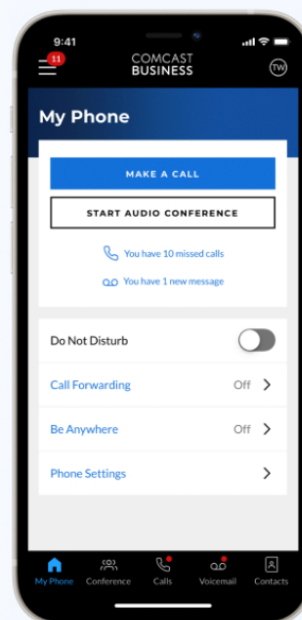 9:41
11
COMCAST
BUSINESS
TW
My Phone
MAKE A CALL
START AUDIO CONFERENCE
You have 10 missed calls
You have 1 new message
Do Not Disturb
Call Forwarding Off
Be Anywhere Off
Phone Settings
My Phone Conference Calls Voicemail Contacts